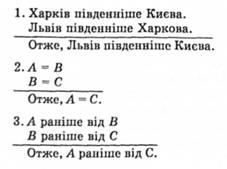 1. Харків південніше Києва.
Львів південніше Харкова.
Отже, Львів південніше Києва.
2. A = B
B = C
Отже, A = C.
3. A раніше від B
B раніше від C
Отже, A раніше від C.